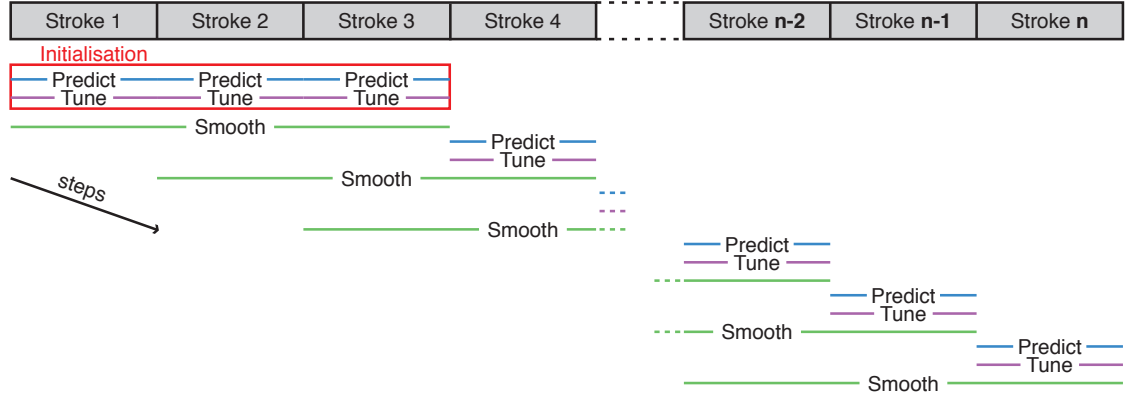 Stroke 1 Stroke 2 Stroke 3 Stroke 4 Stroke n-2 Stroke n-1 Stroke n
Initialisation
Predict Predict Predict
Tune Tune Tune
Smooth
Predict
Tune
Smooth
steps
Smooth
Predict
Tune
Predict
Tune
Smooth
Predict
Tune
Smooth